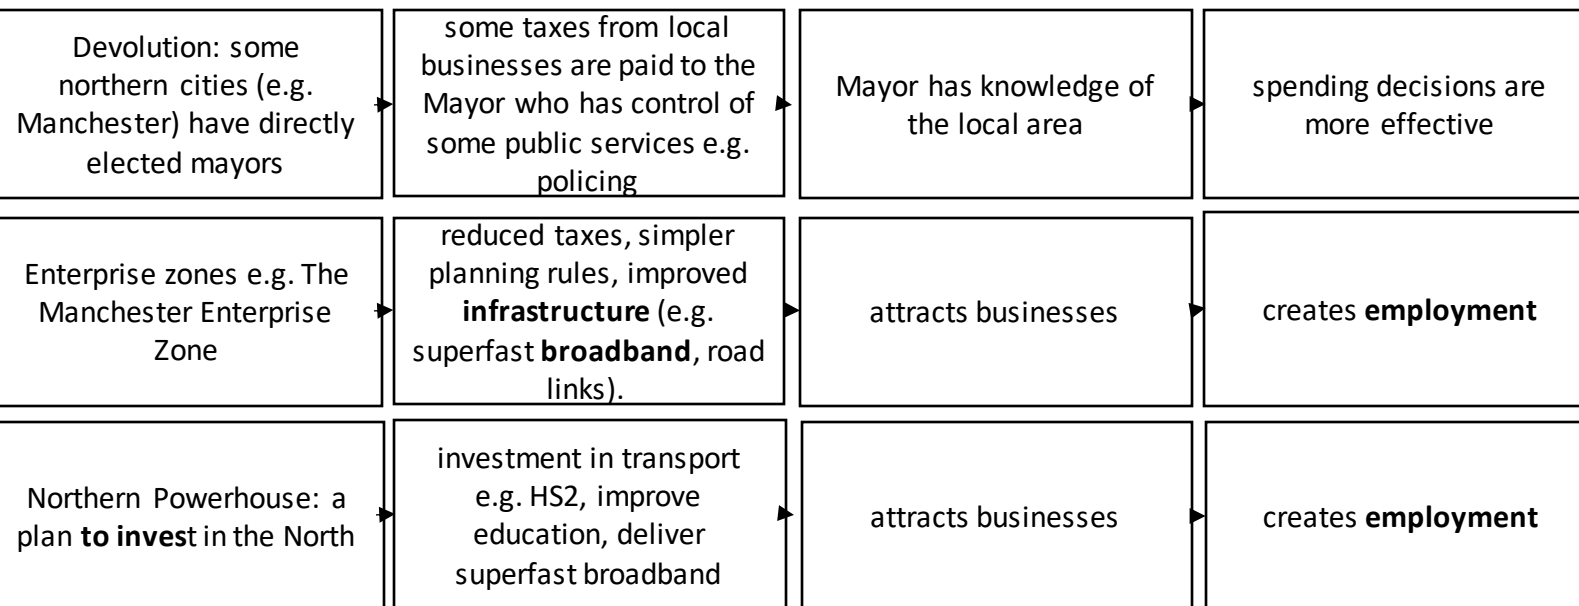 Devolution: some
northern cities (e.g.
Manchester) have directly
elected mayors
some taxes from local
businesses are paid to the
Mayor who has control of
some public services e.g.
policing
Mayor has knowledge of
the local area
spending decisions are
more effective
Enterprise zones e.g. The
Manchester Enterprise
Zone
reduced taxes, simpler
planning rules, improved
infrastructure (e.g.
superfast broadband, road
links).
attracts businesses
creates employment
Northern Powerhouse: a
plan to invest in the North
investment in transport
e.g. HS2, improve
education, deliver
superfast broadband
attracts businesses
creates employment